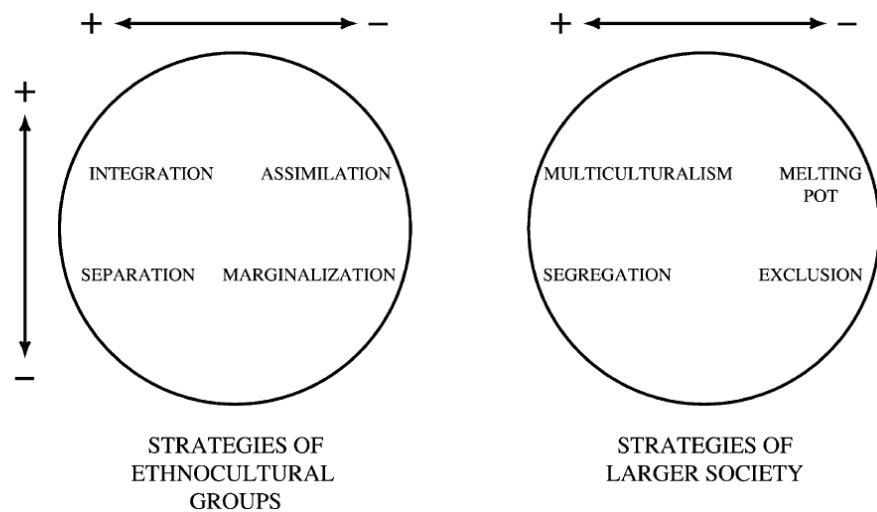 + −
+ −
+
INTEGRATION ASSIMILATION
MULTICULTURALISM MELTING
POT
SEPARATION MARGINALIZATION
SEGREGATION EXCLUSION
−
STRATEGIES OF
ETHNOCULTURAL
GROUPS
STRATEGIES OF
LARGER SOCIETY